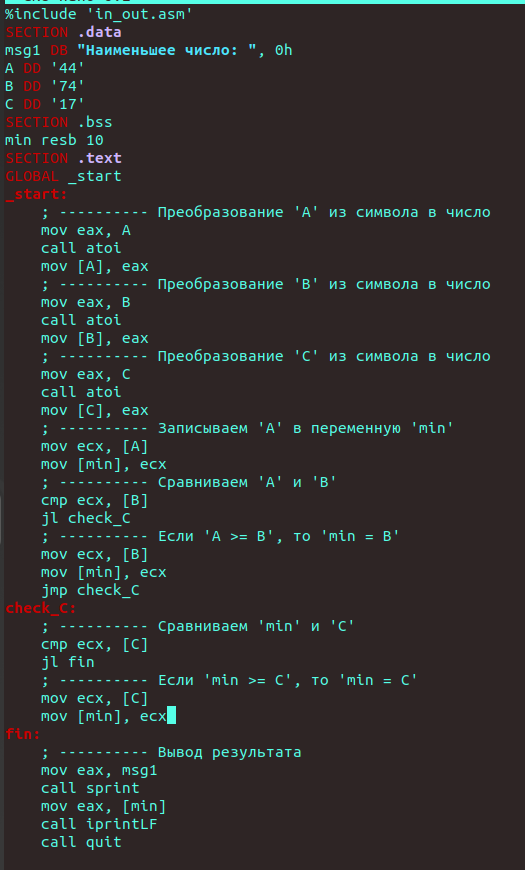 %include 'in_out.asm'
SECTION .data
msg1 DB "Наименьшее число: ", 0h
A DD '44'
B DD '74'
C DD '17'
SECTION .bss
min resb 10
SECTION .text
GLOBAL _start
_start:
    ; ---------- Преобразование 'A' из символа в число
    mov eax, A
    call atoi
    mov [A], eax
    ; ---------- Преобразование 'B' из символа в число
    mov eax, B
    call atoi
    mov [B], eax
    ; ---------- Преобразование 'C' из символа в число
    mov eax, C
    call atoi
    mov [C], eax
    ; ---------- Записываем 'A' в переменную 'min'
    mov ecx, [A]
    mov [min], ecx
    ; ---------- Сравниваем 'A' и 'B'
    cmp ecx, [B]
    jl check_C
    ; ---------- Если 'A >= B', то 'min = B'
    mov ecx, [B]
    mov [min], ecx
    jmp check_C
check_C:
    ; ---------- Сравниваем 'min' и 'C'
    cmp ecx, [C]
    jl fin
    ; ---------- Если 'min >= C', то 'min = C'
    mov ecx, [C]
    mov [min], ecx
fin:
    ; ---------- Вывод результата
    mov eax, msg1
    call sprint
    mov eax, [min]
    call iprintLF
    call quit